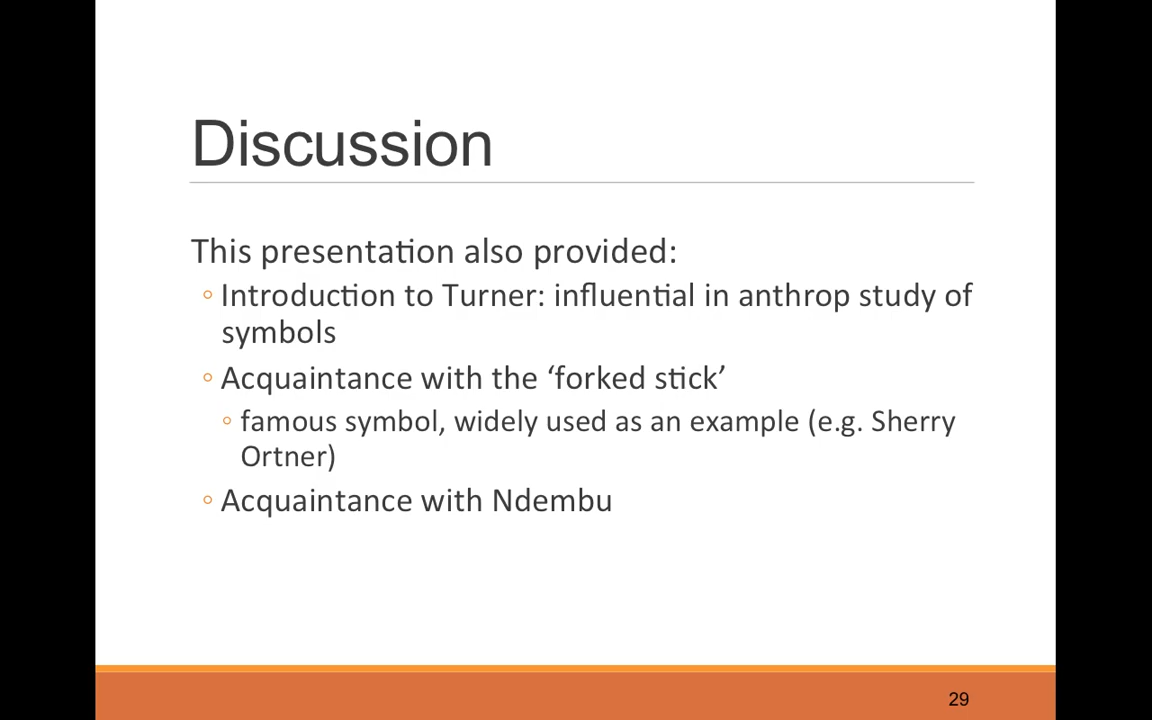 Discussion
This presentation also provided:
◦ Introduction to Turner: influential in anthrop study of
symbols
◦ Acquaintance with the ‘forked stick’
◦ famous symbol, widely used as an example (e.g. Sherry
Ortner)
◦ Acquaintance with Ndembu
29